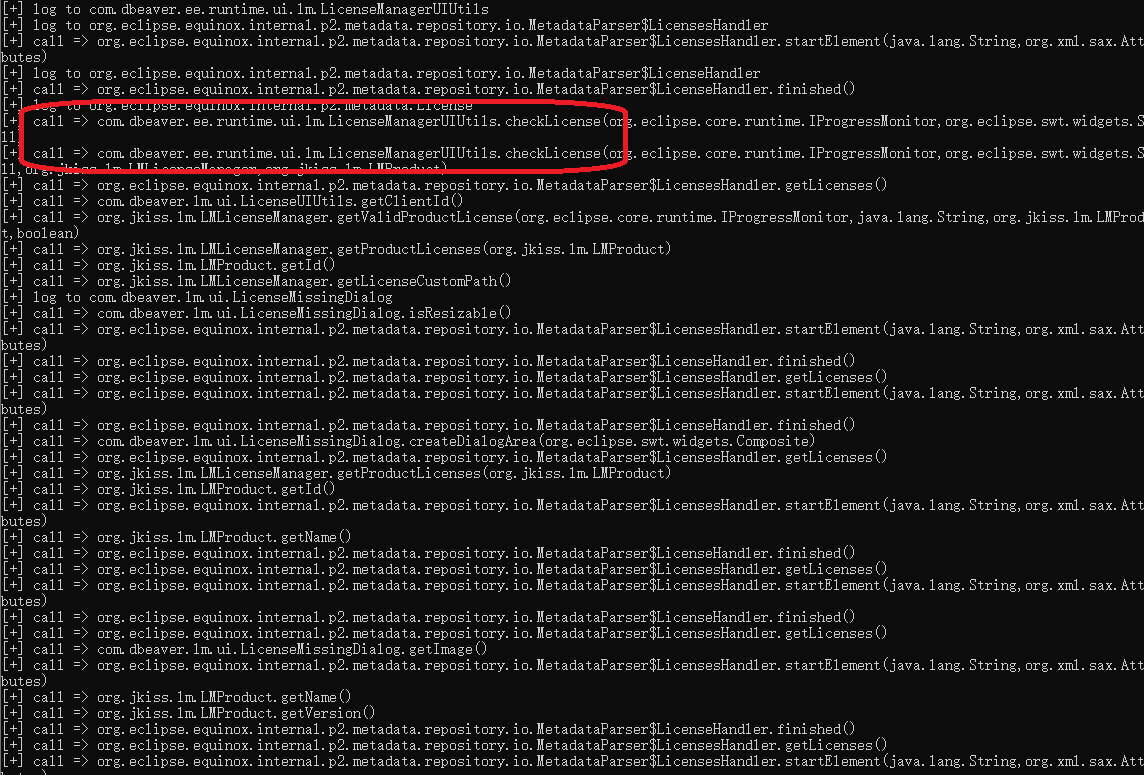 [+] log to com.dbeaver.ee.runtime.ui.lm.LicenseManagerUIUtils
[+] log to org.eclipse.equinox.internal.p2.metadata.repository.io.MetadataParser$LicensesHandler
[+] call => org.eclipse.equinox.internal.p2.metadata.repository.io.MetadataParser$LicensesHandler.startElement(java.lang.String,org.xml.sax.Att
butes)
[+] log to org.eclipse.equinox.internal.p2.metadata.repository.io.MetadataParser$LicenseHandler
[+] call => org.eclipse.equinox.internal.p2.metadata.repository.io.MetadataParser$LicenseHandler.finished()
[+] log to org.eclipse.equinox.internal.p2.metadata.License
[+] call => com.dbeaver.ee.runtime.ui.lm.LicenseManagerUIUtils.checkLicense(org.eclipse.core.runtime.IProgressMonitor,org.eclipse.swt.widgets.S
ll
[+] call => com.dbeaver.ee.runtime.ui.lm.LicenseManagerUIUtils.checkLicense(org.eclipse.core.runtime.IProgressMonitor,org.eclipse.swt.widgets.S
ll,org.jkiss.lm.LMLicenseManager,org.jkiss.lm.LMProduct)
[+] call => org.eclipse.equinox.internal.p2.metadata.repository.io.MetadataParser$LicensesHandler.getLicenses()
[+] call => com.dbeaver.lm.ui.LicenseUIUtils.getClientId()
[+] call => org.jkiss.lm.LMLicenseManager.getValidProductLicense(org.eclipse.core.runtime.IProgressMonitor,java.lang.String,org.jkiss.lm.LMProd
t,boolean)
[+] call => org.jkiss.lm.LMLicenseManager.getProductLicenses(org.jkiss.lm.LMProduct)
[+] call => org.jkiss.lm.LMProduct.getId()
[+] call => org.jkiss.lm.LMLicenseManager.getLicenseCustomPath()
[+] log to com.dbeaver.lm.ui.LicenseMissingDialog
[+] call => com.dbeaver.lm.ui.LicenseMissingDialog.isResizable()
[+] call => org.eclipse.equinox.internal.p2.metadata.repository.io.MetadataParser$LicensesHandler.startElement(java.lang.String,org.xml.sax.Att
butes)
[+] call => org.eclipse.equinox.internal.p2.metadata.repository.io.MetadataParser$LicenseHandler.finished()
[+] call => org.eclipse.equinox.internal.p2.metadata.repository.io.MetadataParser$LicensesHandler.getLicenses()
[+] call => org.eclipse.equinox.internal.p2.metadata.repository.io.MetadataParser$LicensesHandler.startElement(java.lang.String,org.xml.sax.Att
butes)
[+] call => org.eclipse.equinox.internal.p2.metadata.repository.io.MetadataParser$LicenseHandler.finished()
[+] call => com.dbeaver.lm.ui.LicenseMissingDialog.createDialogArea(org.eclipse.swt.widgets.Composite)
[+] call => org.eclipse.equinox.internal.p2.metadata.repository.io.MetadataParser$LicensesHandler.getLicenses()
[+] call => org.jkiss.lm.LMLicenseManager.getProductLicenses(org.jkiss.lm.LMProduct)
[+] call => org.jkiss.lm.LMProduct.getId()
[+] call => org.eclipse.equinox.internal.p2.metadata.repository.io.MetadataParser$LicensesHandler.startElement(java.lang.String,org.xml.sax.Att
butes)
[+] call => org.jkiss.lm.LMProduct.getName()
[+] call => org.eclipse.equinox.internal.p2.metadata.repository.io.MetadataParser$LicenseHandler.finished()
[+] call => org.eclipse.equinox.internal.p2.metadata.repository.io.MetadataParser$LicensesHandler.getLicenses()
[+] call => org.eclipse.equinox.internal.p2.metadata.repository.io.MetadataParser$LicensesHandler.startElement(java.lang.String,org.xml.sax.Att
butes)
[+] call => org.eclipse.equinox.internal.p2.metadata.repository.io.MetadataParser$LicenseHandler.finished()
[+] call => org.eclipse.equinox.internal.p2.metadata.repository.io.MetadataParser$LicensesHandler.getLicenses()
[+] call => com.dbeaver.lm.ui.LicenseMissingDialog.getImage()
[+] call => org.eclipse.equinox.internal.p2.metadata.repository.io.MetadataParser$LicensesHandler.startElement(java.lang.String,org.xml.sax.Att
butes)
[+] call => org.jkiss.lm.LMProduct.getName()
[+] call => org.jkiss.lm.LMProduct.getVersion()
[+] call => org.eclipse.equinox.internal.p2.metadata.repository.io.MetadataParser$LicenseHandler.finished()
[+] call => org.eclipse.equinox.internal.p2.metadata.repository.io.MetadataParser$LicensesHandler.getLicenses()
[+] call => org.eclipse.equinox.internal.p2.metadata.repository.io.MetadataParser$LicensesHandler.startElement(java.lang.String,org.xml.sax.Att